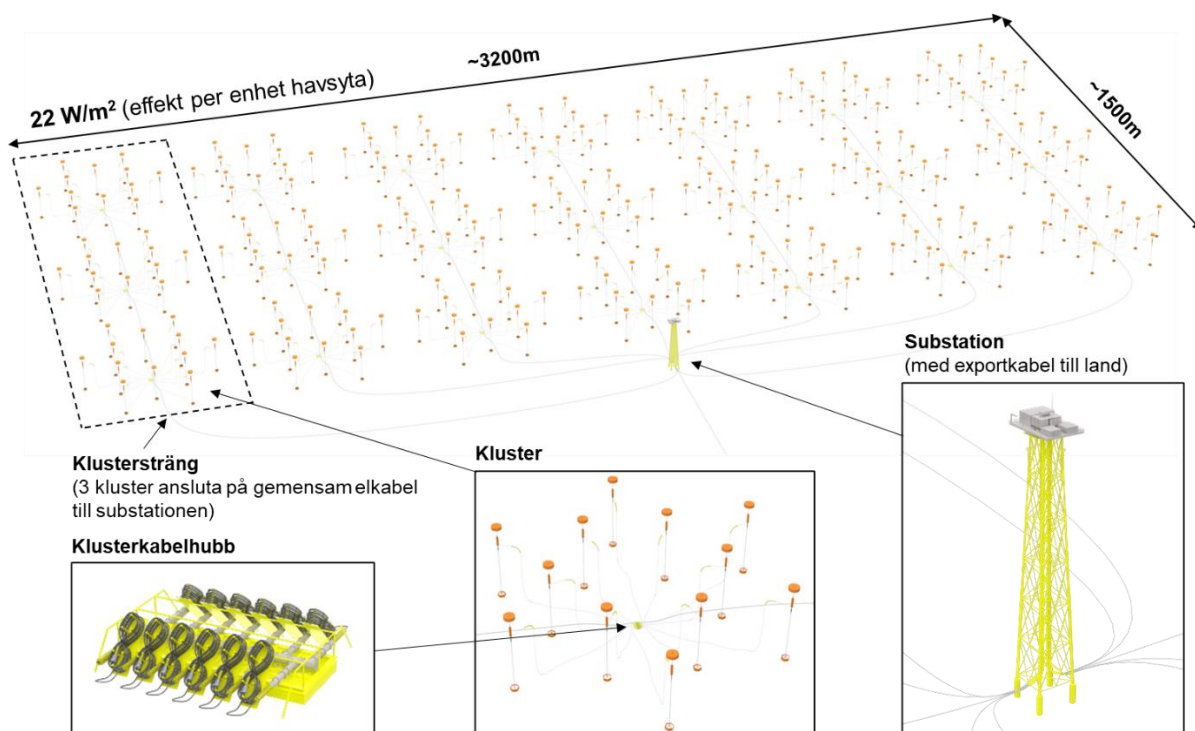 ~3200m
22 W/m² (effekt per enhet havsyta)
~1500m
Substation
(med exportkabel till land)
Klustersträng
(3 kluster ansluta på gemensam elkabel
till substationen)
Kluster
Klusterkabelhubb